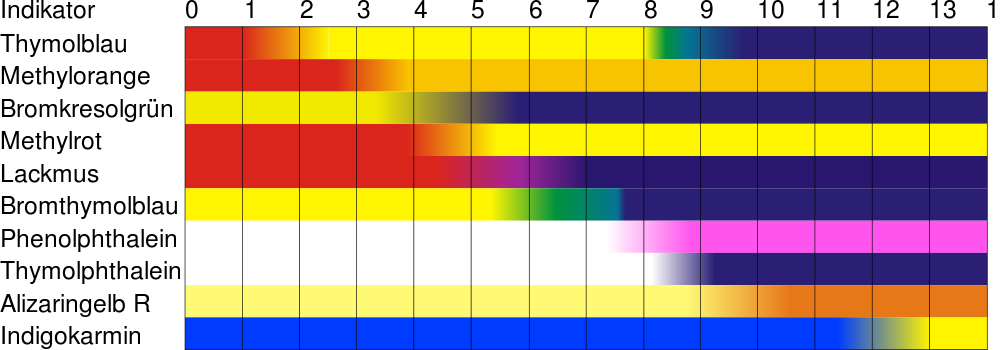 Indikator 0 1 2 3 4 5 6 7 8 9 10 11 12 13 1
Thymolblau
Methylorange
Bromkresolgrün
Methylrot
Lackmus
Bromthymolblau
Phenolphthalein
Thymolphthalein
Alizaringelb R
Indigokarmin